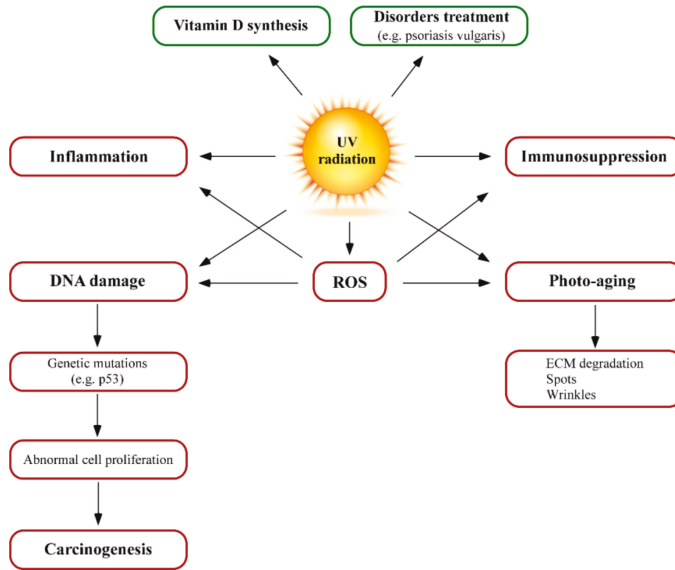 Vitamin D synthesis
Disorders treatment
(e.g. psoriasis vulgaris)
UV
radiation
Inflammation
Immunosuppression
DNA damage
ROS
Photo-aging
Genetic mutations
(e.g. p53)
ECM degradation
Spots
Wrinkles
Abnormal cell proliferation
Carcinogenesis